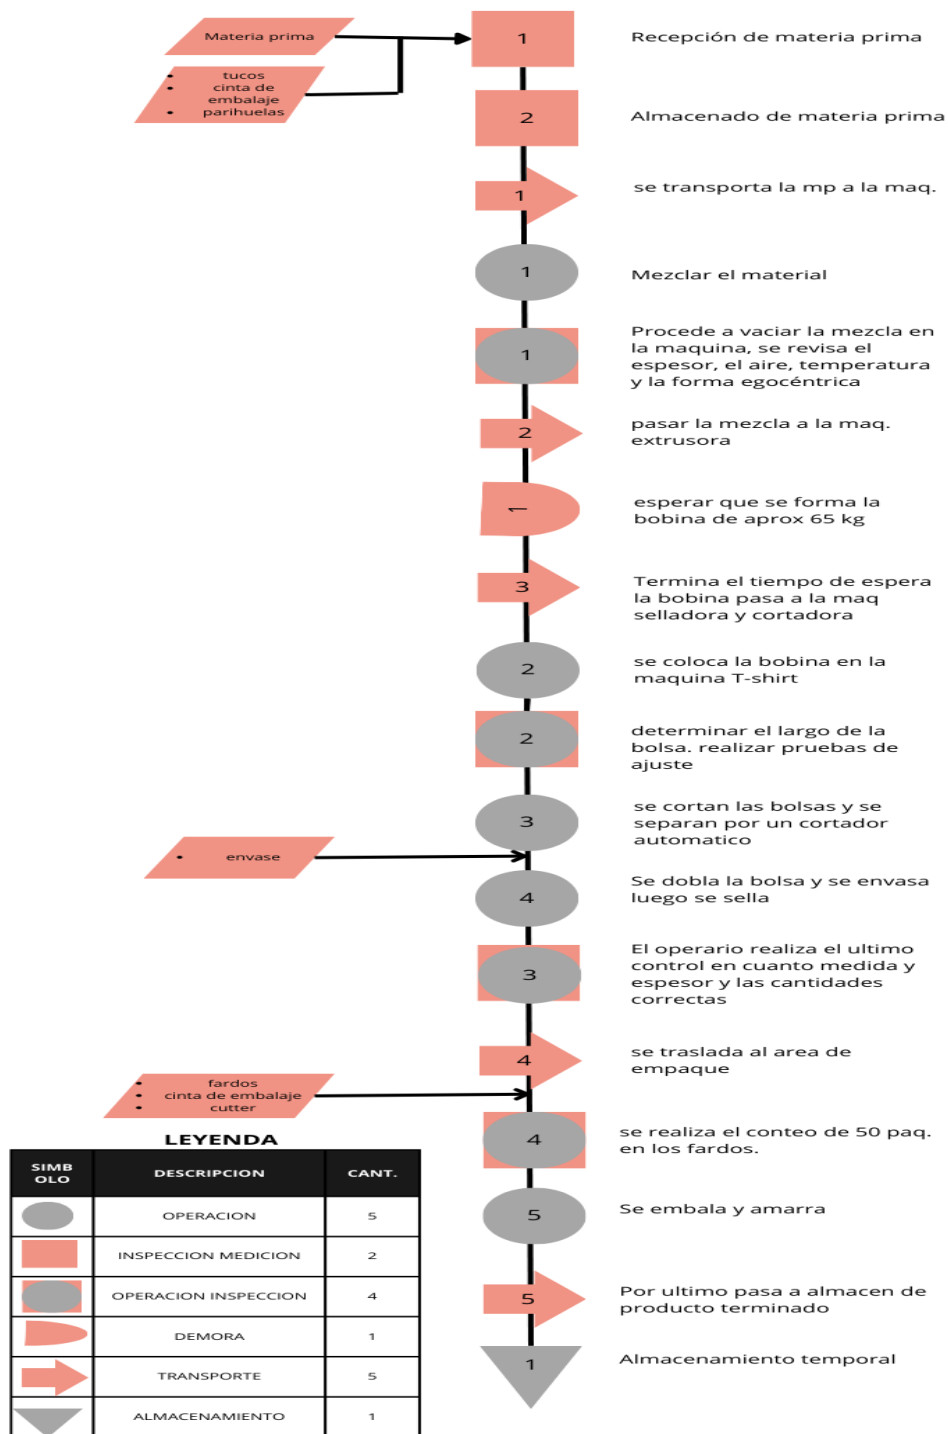 Materia prima
1
Recepción de materia prima
• tucos
• cinta de
embalaje
• parihuelas
2
Almacenado de materia prima
1
se transporta la mp a la maq.
1
Mezclar el material
1
Procede a vaciar la mezcla en
la maquina, se revisa el
espesor, el aire, temperatura
y la forma egocéntrica
2
pasar la mezcla a la maq.
extrusora
1
esperar que se forma la
bobina de aprox 65 kg
3
Termina el tiempo de espera
la bobina pasa a la maq
selladora y cortadora
2
se coloca la bobina en la
maquina T-shirt
2
determinar el largo de la
bolsa. realizar pruebas de
ajuste
3
se cortan las bolsas y se
separan por un cortador
automatico
• envase
4
Se dobla la bolsa y se envasa
luego se sella
3
El operario realiza el ultimo
control en cuanto medida y
espesor y las cantidades
correctas
4
se traslada al area de
empaque
• fardos
• cinta de embalaje
• cutter
4
se realiza el conteo de 50 paq.
en los fardos.
5
Se embala y amarra
5
Por ultimo pasa a almacen de
producto terminado
1
Almacenamiento temporal
LEYENDA
SIMB
OLO
DESCRIPCION
CANT.
OPERACION
5
INSPECCION MEDICION
2
OPERACION INSPECCION
4
DEMORA
1
TRANSPORTE
5
ALMACENAMIENTO
1